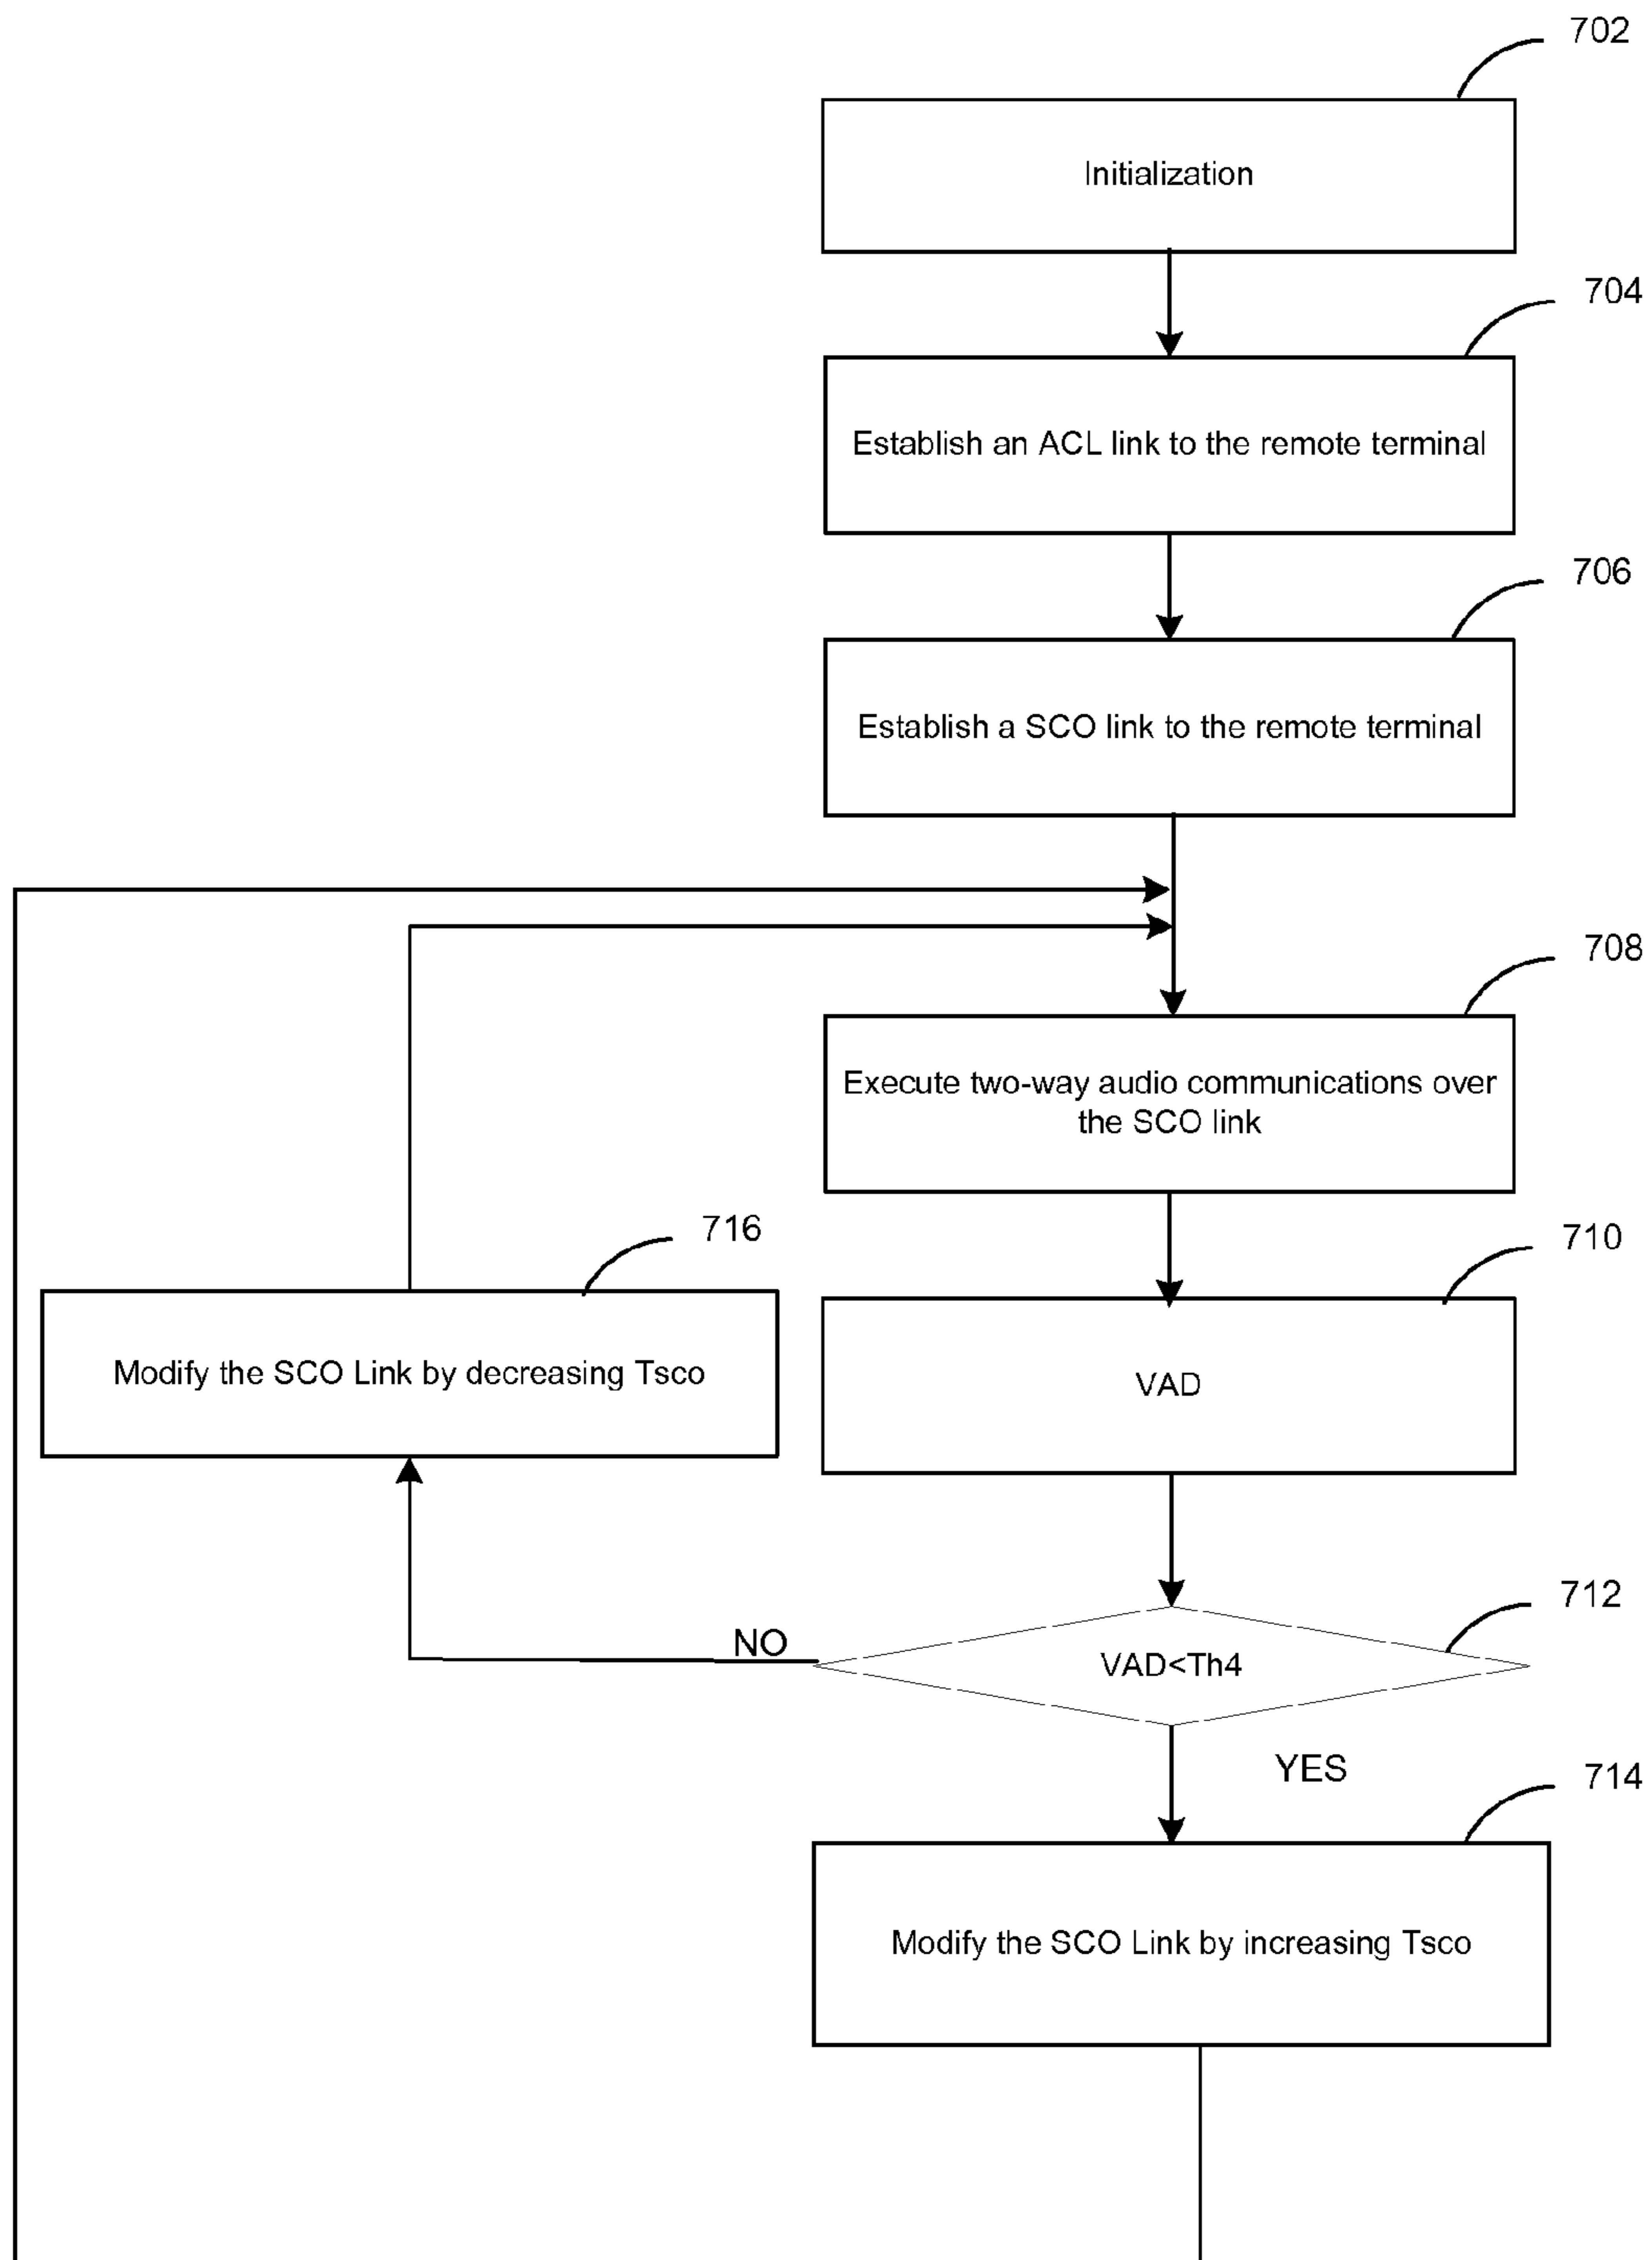 702
Initialization
704
Establish an ACL link to the remote terminal
706
Establish a SCO link to the remote terminal
708
Execute two-way audio communications over
the SCO link
716
710
Modify the SCO Link by decreasing Tsco
VAD
712
NO
VAD<Th4
YES
714
Modify the SCO Link by increasing Tsco